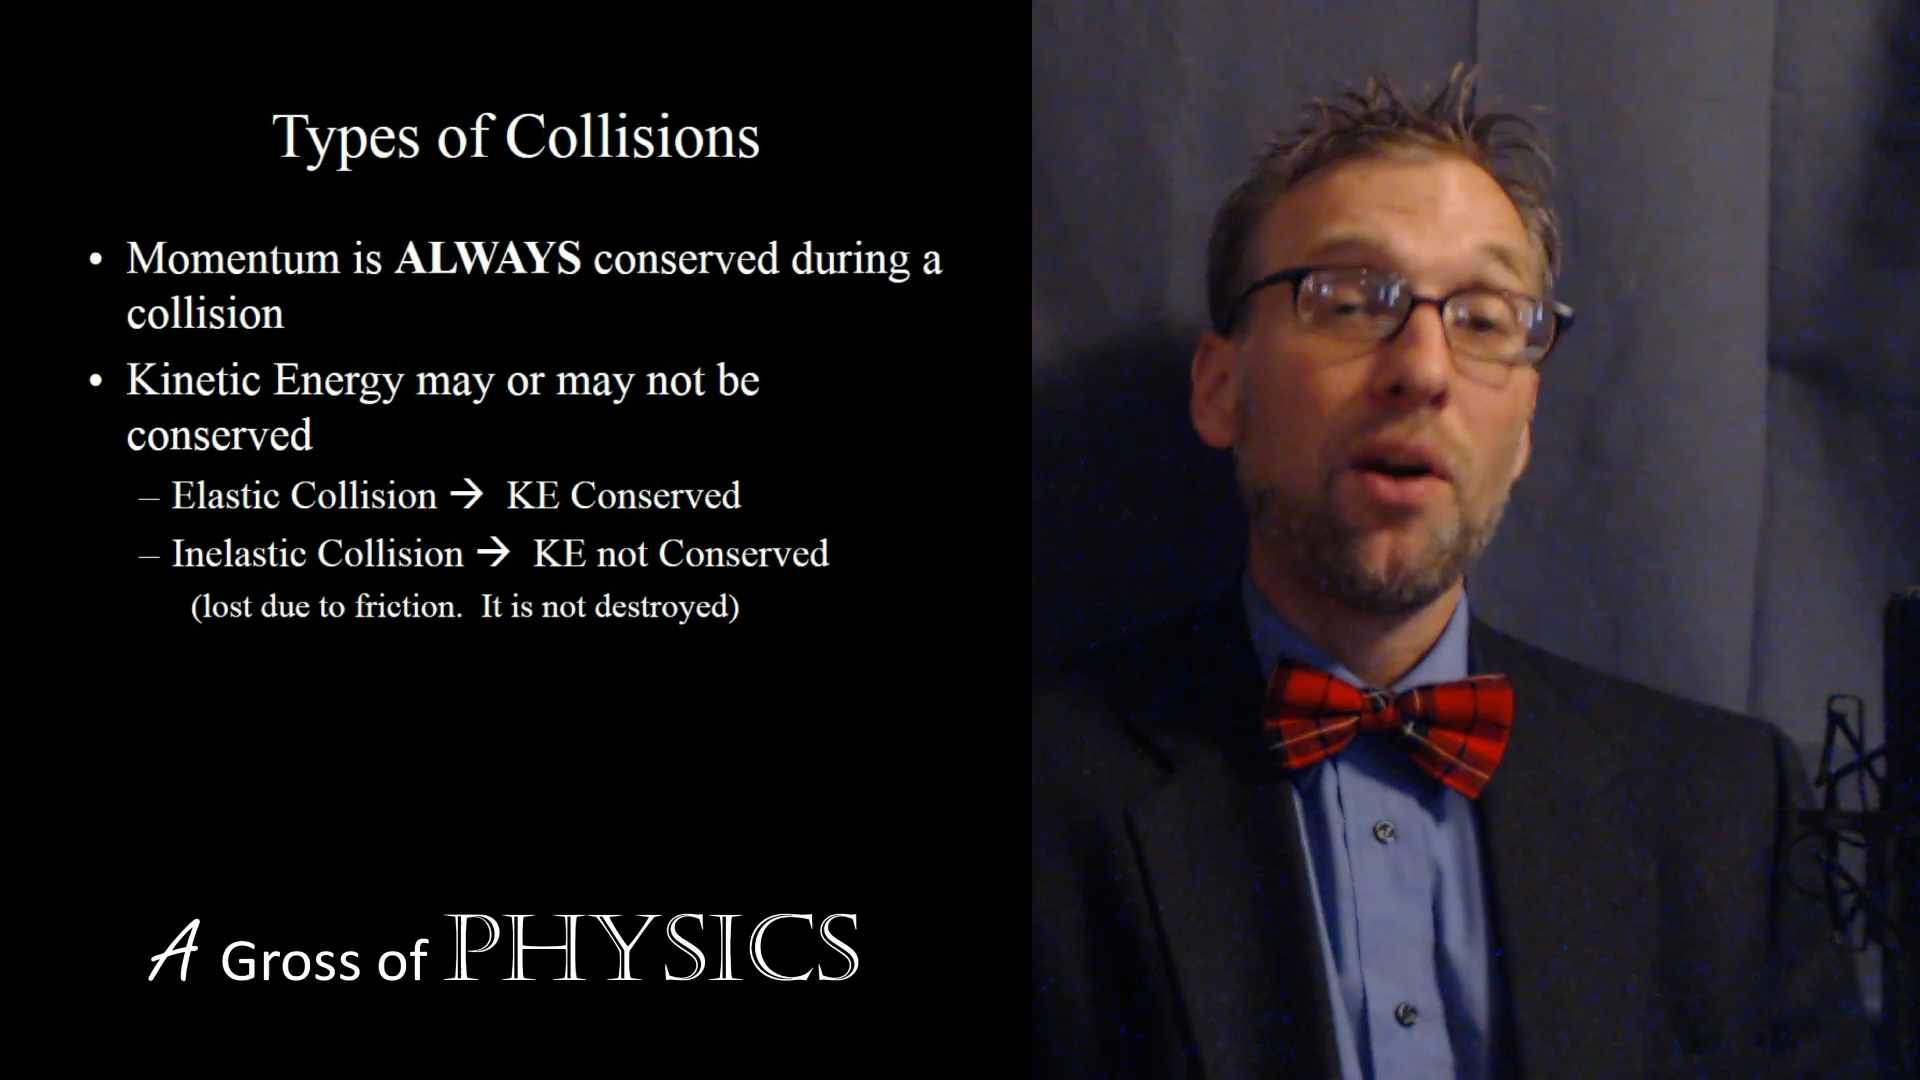 Types of Collisions
• Momentum is ALWAYS conserved during a
collision
• Kinetic Energy may or may not be
conserved
– Elastic Collision → KE Conserved
– Inelastic Collision → KE not Conserved
(lost due to friction.  It is not destroyed)
A Gross of PHYSICS